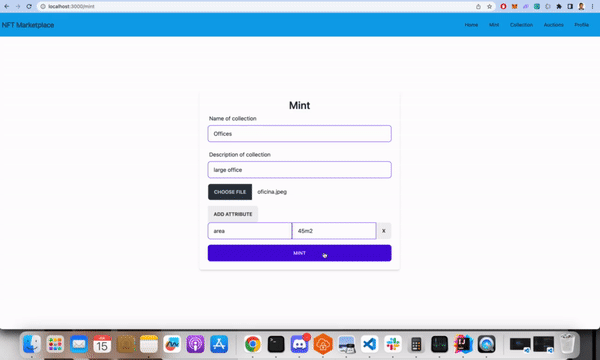 localhost:3000/mint
NFT Marketplace
Home Mint Collection Auctions Profile
Mint
Name of collection
Offices
Description of collection
large office
CHOOSE FILE oficina.jpeg
ADD ATTRIBUTE
area 45m2 X
MINT
15